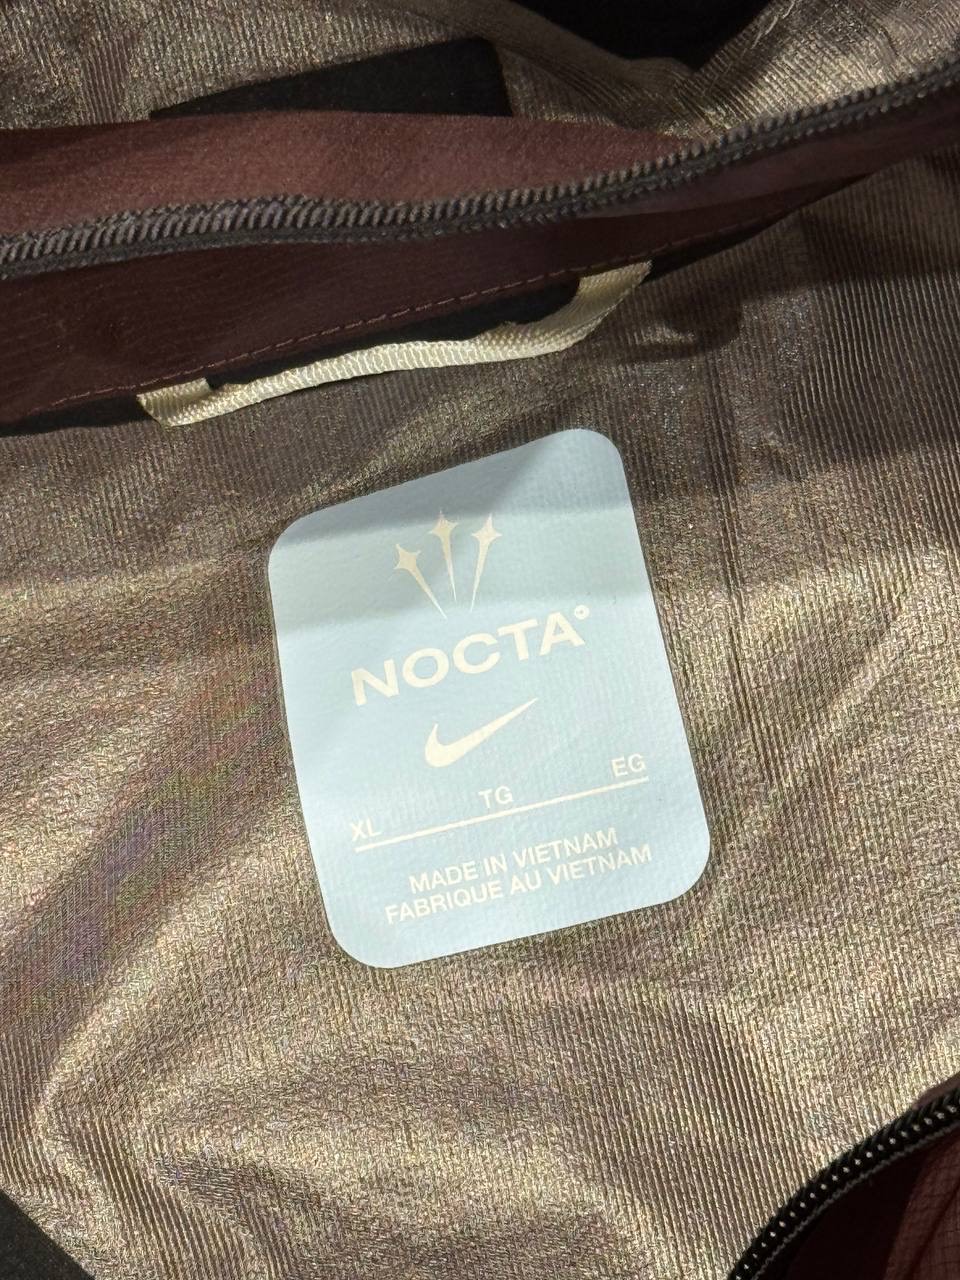 NOCTA
XL TG EG
MADE IN VIETNAM
FABRIQUE AU VIETNAM